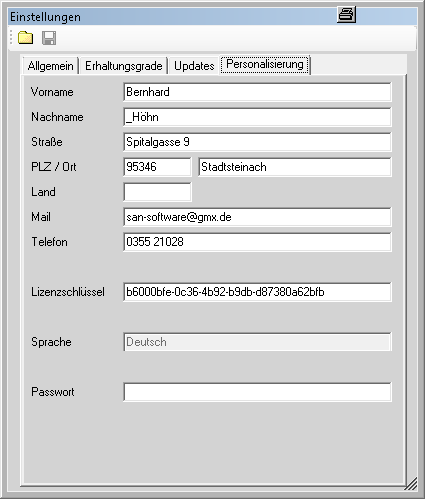 Einstellungen
Allgemein Erhaltungsgrade Updates Personalisierung
Vorname Bernhard
Nachname _Höhn
Straße Spitalgasse 9
PLZ / Ort 95346 Stadtsteinach
Land
Mail san-software@gmx.de
Telefon 0355 21028
Lizenzschlüssel b6000bfe-0c36-4b92-b9db-d87380a62bfb
Sprache Deutsch
Passwort